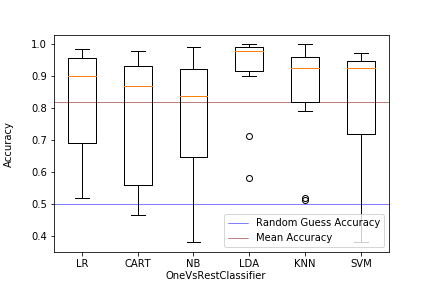 1.0
0.9
0.8
0.7
0.6
0.5
0.4
Accuracy
Random Guess Accuracy
Mean Accuracy
LR CART NB LDA KNN SVM
OneVsRestClassifier